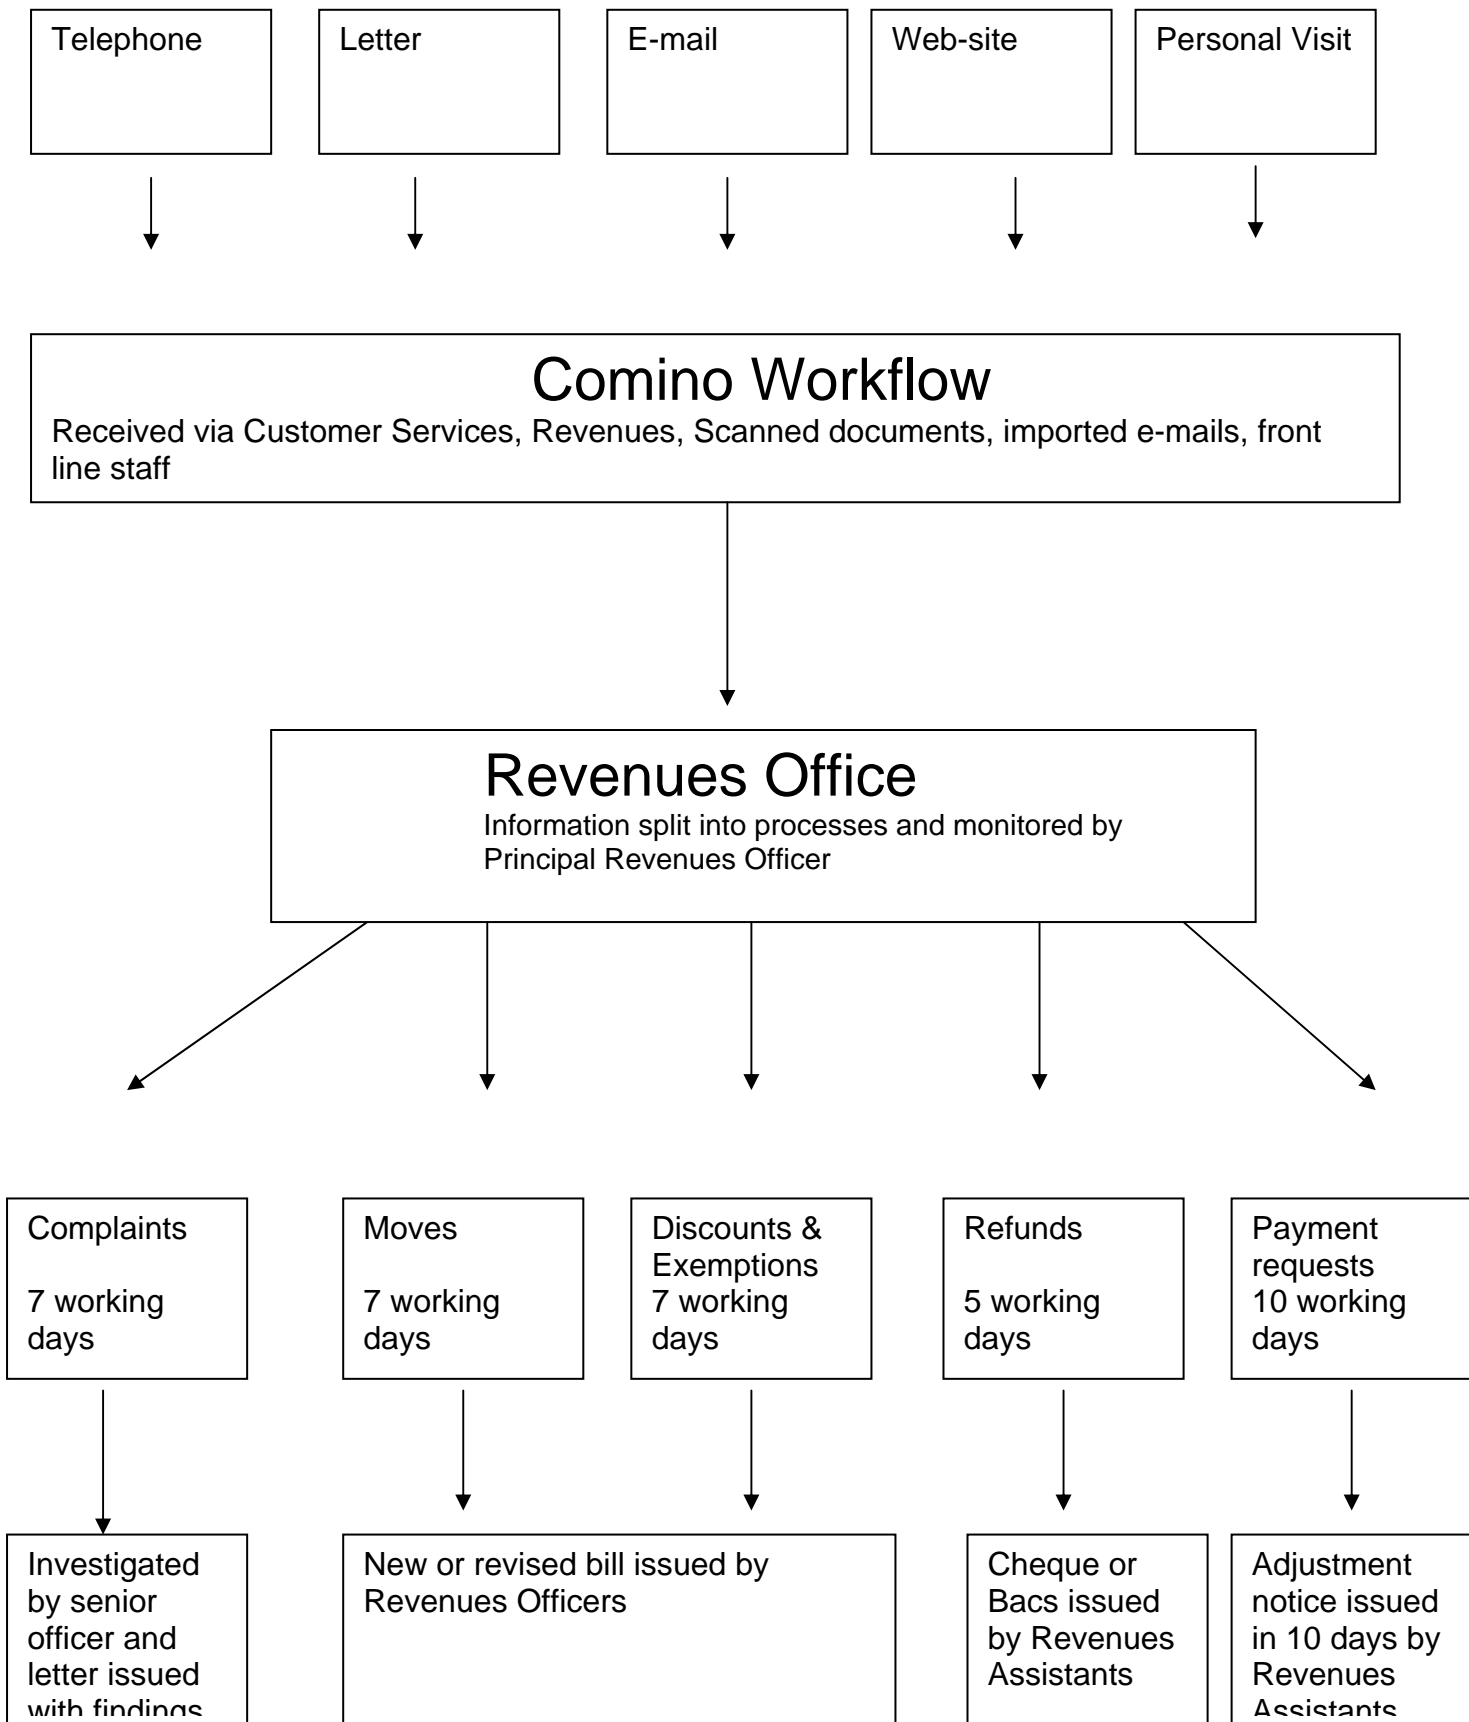 Telephone
Letter
E-mail
Web-site
Personal Visit
Comino Workflow
Received via Customer Services, Revenues, Scanned documents, imported e-mails, front
line staff
Revenues Office
Information split into processes and monitored by
Principal Revenues Officer
Complaints
7 working
days
Moves
7 working
days
Discounts &
Exemptions
7 working
days
Refunds
5 working
days
Payment
requests
10 working
days
Investigated
by senior
officer and
letter issued
with findings
New or revised bill issued by
Revenues Officers
Cheque or
Bacs issued
by Revenues
Assistants
Adjustment
notice issued
in 10 days by
Revenues
Assistants